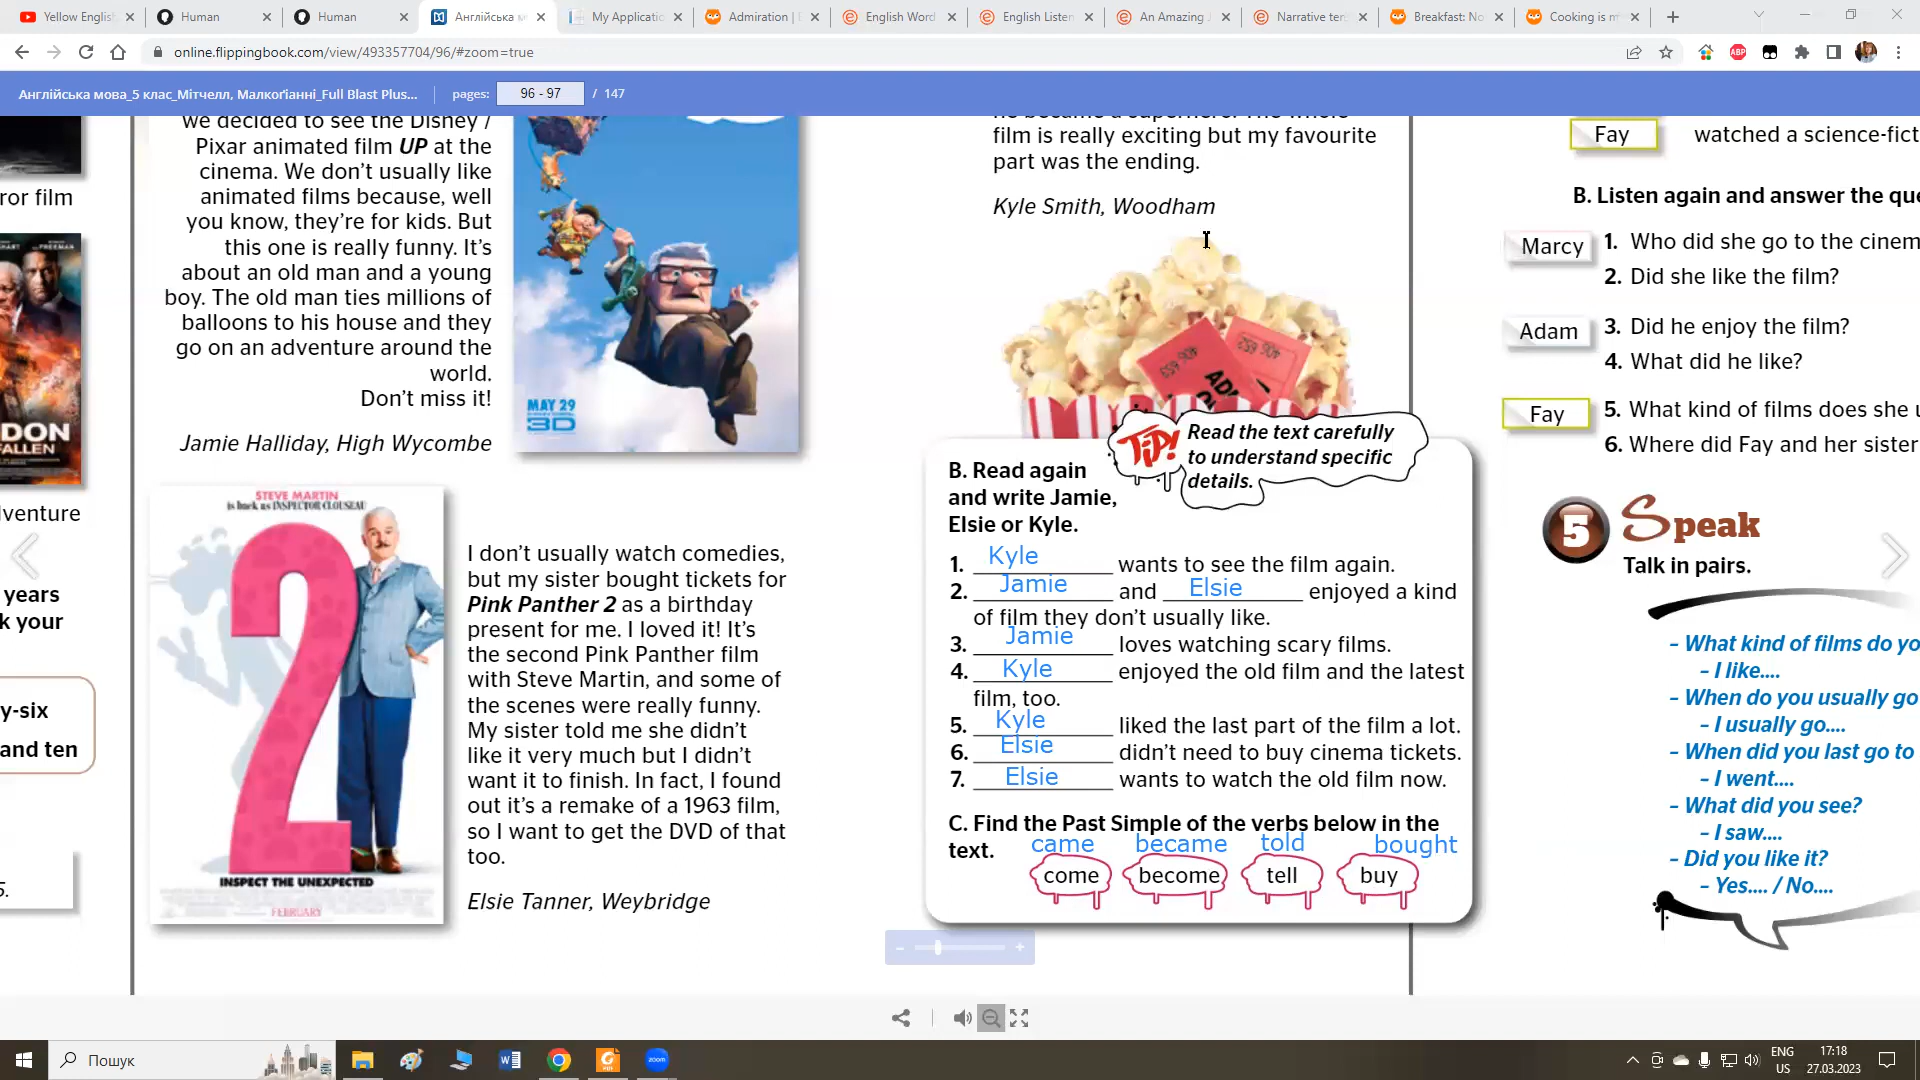 Yellow English
Human
Human
Англійська м
My Applicatio
Admiration | E
English Word
English Listen
An Amazing J
Narrative ten
Breakfast: No
Cooking is m
online.flippingbook.com/view/493357704/96/#zoom=true
Англійська мова_5 клас_Мітчелл, Малкоґіанні_Full Blast Plus...
pages:
96 - 97
/ 147
we decided to see the Disney /
Pixar animated film UP at the
cinema. We don't usually like
animated films because, well
you know, they're for kids. But
this one is really funny. It's
about an old man and a young
boy. The old man ties millions of
balloons to his house and they
go on an adventure around the
world.
Don't miss it!
Jamie Halliday, High Wycombe
ror film
DON
FALLEN
lventure
years
k your
y-six
and ten
5.
MAY 29
3D
STEVE MARTIN
is back as INSPECTOR CLOUSEAU
2
INSPECT THE UNEXPECTED
FEBRUARY
I don't usually watch comedies,
but my sister bought tickets for
Pink Panther 2 as a birthday
present for me. I loved it! It's
the second Pink Panther film
with Steve Martin, and some of
the scenes were really funny.
My sister told me she didn't
like it very much but I didn't
want it to finish. In fact, I found
out it's a remake of a 1963 film,
so I want to get the DVD of that
too.
Elsie Tanner, Weybridge
he became a superhero. The whole
film is really exciting but my favourite
part was the ending.
Kyle Smith, Woodham
TIP!
Read the text carefully
to understand specific
details.
B. Read again
and write Jamie,
Elsie or Kyle.
1. Kyle wants to see the film again.
2. Jamie and Elsie enjoyed a kind
of film they don't usually like.
3. Jamie loves watching scary films.
4. Kyle enjoyed the old film and the latest
film, too.
5. Kyle liked the last part of the film a lot.
6. Elsie didn't need to buy cinema tickets.
7. Elsie wants to watch the old film now.
C. Find the Past Simple of the verbs below in the
text.
came became told bought
come become tell buy
Fay watched a science-fict
B. Listen again and answer the que
Marcy
1. Who did she go to the cinem
2. Did she like the film?
Adam
3. Did he enjoy the film?
4. What did he like?
Fay
5. What kind of films does she u
6. Where did Fay and her sister
5 Speak
Talk in pairs.
– What kind of films do yo
– I like....
– When do you usually go
– I usually go....
– When did you last go to
– I went....
– What did you see?
– I saw....
– Did you like it?
– Yes.... / No....
Пошук
zoom
ENG
US
17:18
27.03.2023